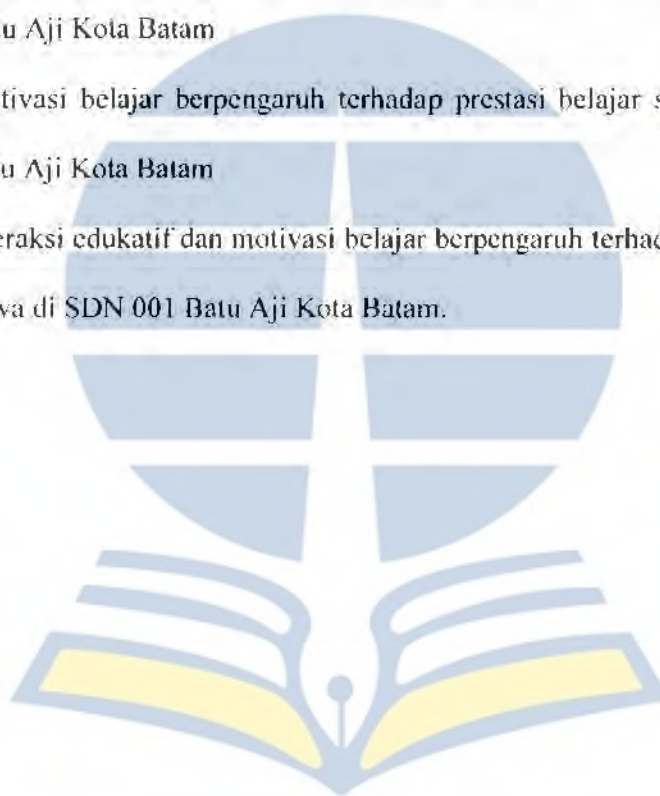 u Aji Kota Batam
tivasi belajar berpengaruh terhadap prestasi belajar s
u Aji Kota Batam
eraksi edukatif dan motivasi belajar berpengaruh terhad
va di SDN 001 Batu Aji Kota Batam.